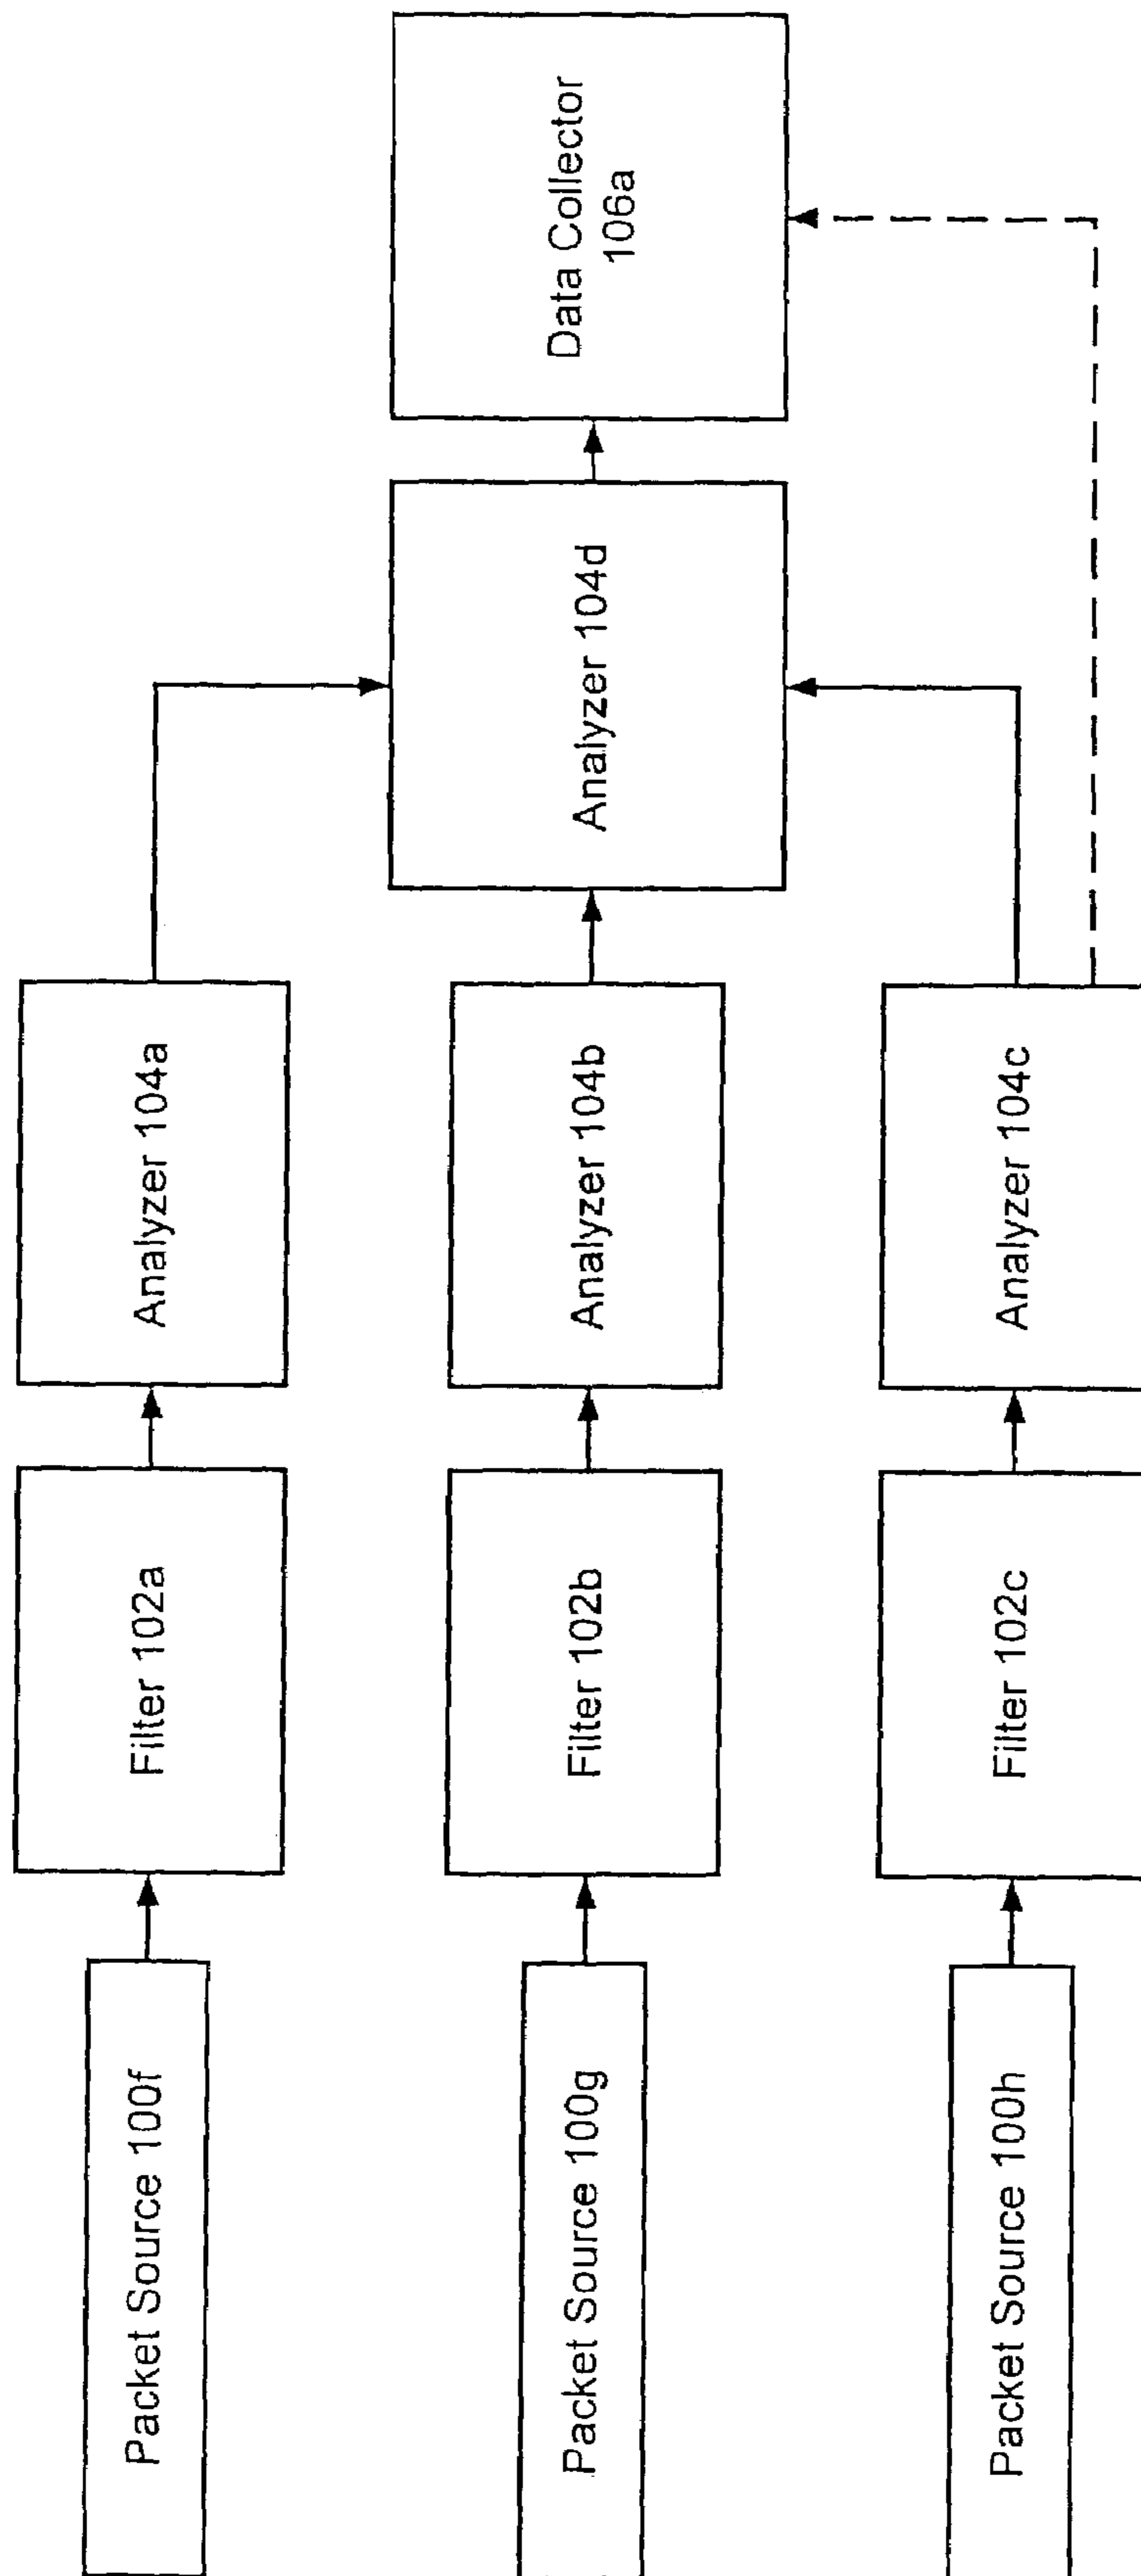 Packet Source 100f
Filter 102a
Analyzer 104a
Packet Source 100g
Filter 102b
Analyzer 104b
Analyzer 104d
Data Collector
106a
Packet Source 100h
Filter 102c
Analyzer 104c